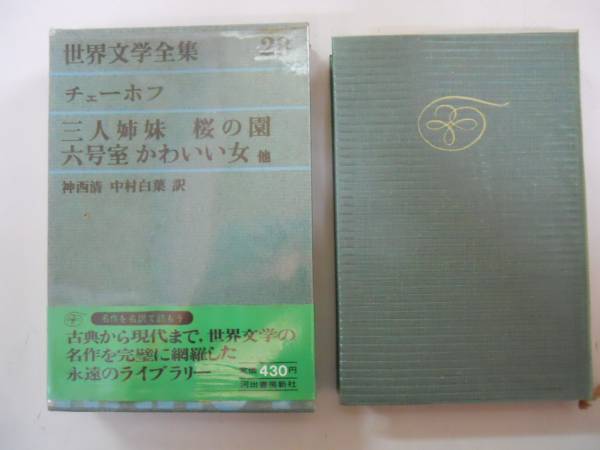 世界文学全集 28
チェーホフ
三人姉妹 桜の園
六号室 かわいい女 他
神西清 中村白葉 訳
名作を名訳で読もう
古典から現代まで、世界文学の
名作を完璧に網羅した
永遠のライブラリー
定価 430円
河出書房新社